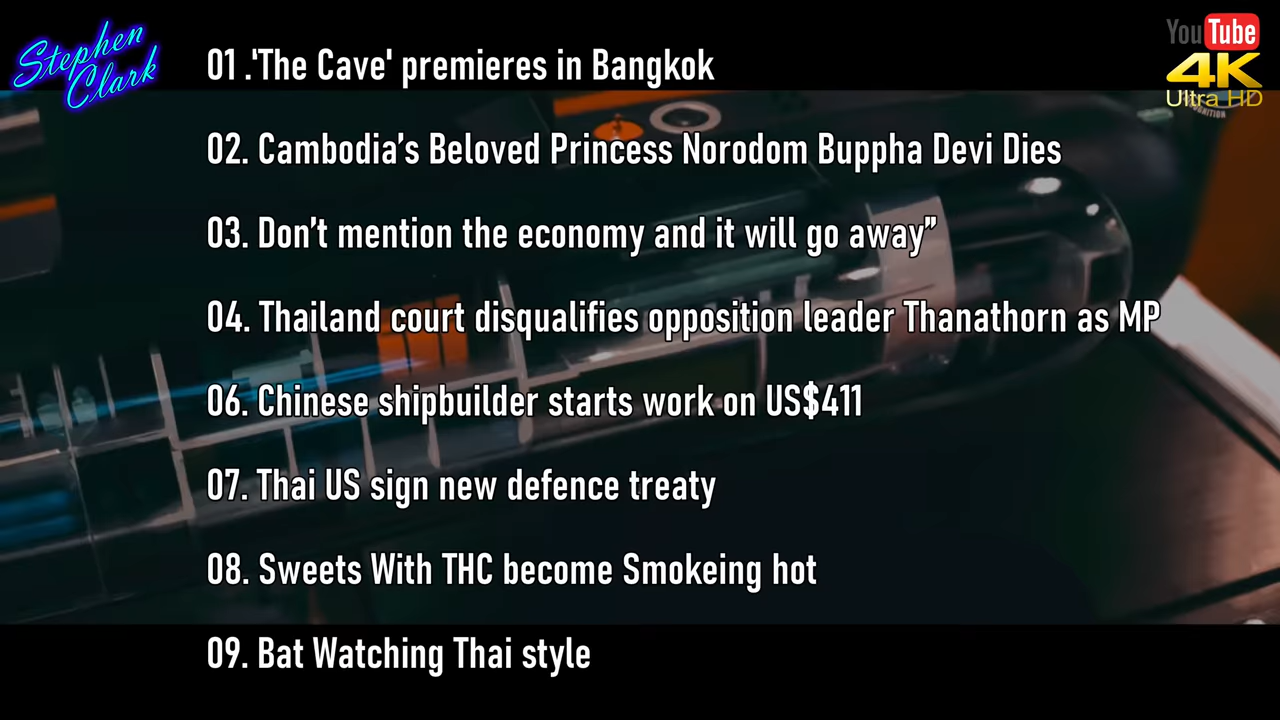 Stephen
Clark
YouTube
4K
Ultra HD
01 .'The Cave' premieres in Bangkok
02. Cambodia’s Beloved Princess Norodom Buppha Devi Dies
03. Don’t mention the economy and it will go away”
04. Thailand court disqualifies opposition leader Thanathorn as MP
06. Chinese shipbuilder starts work on US$411
07. Thai US sign new defence treaty
08. Sweets With THC become Smokeing hot
09. Bat Watching Thai style